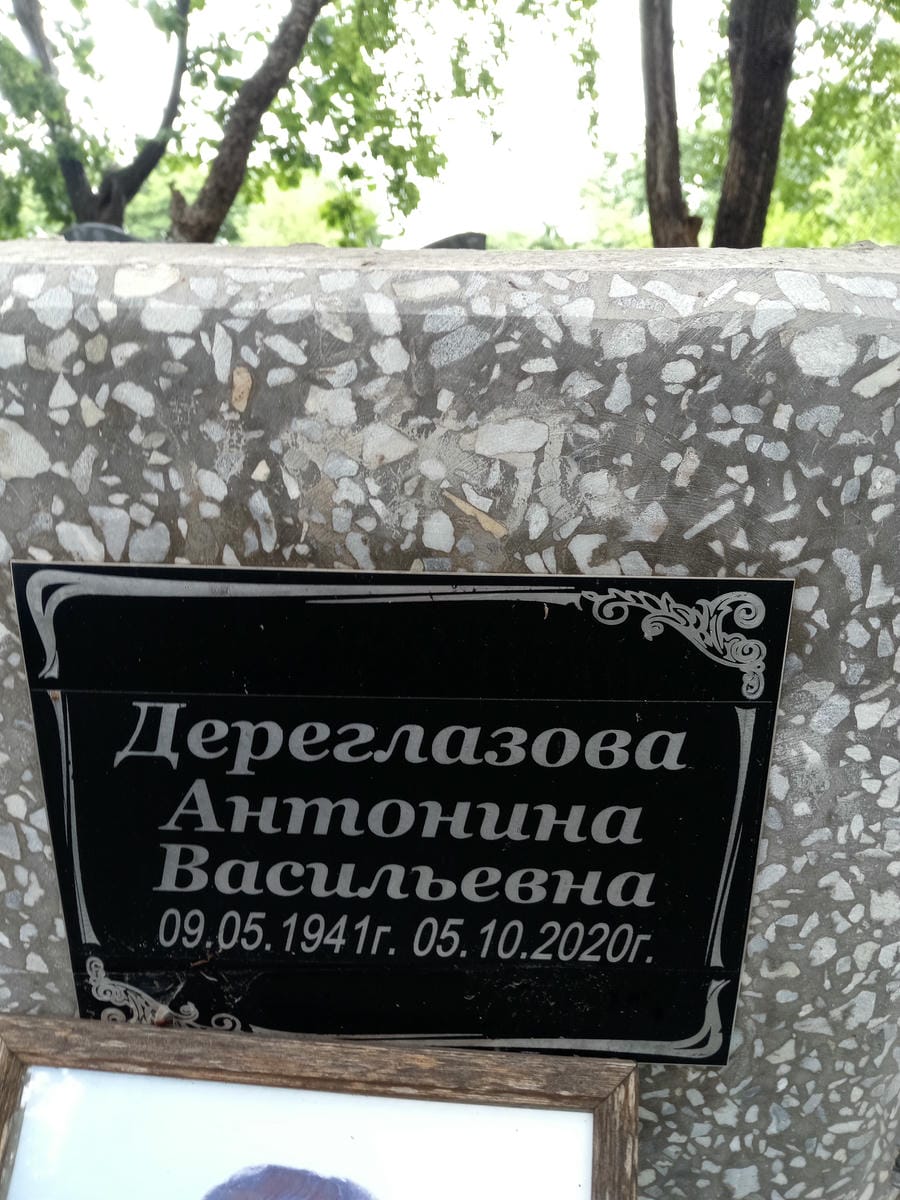 Дереглазова
Антонина
Васильевна
09.05.1941г. 05.10.2020г.